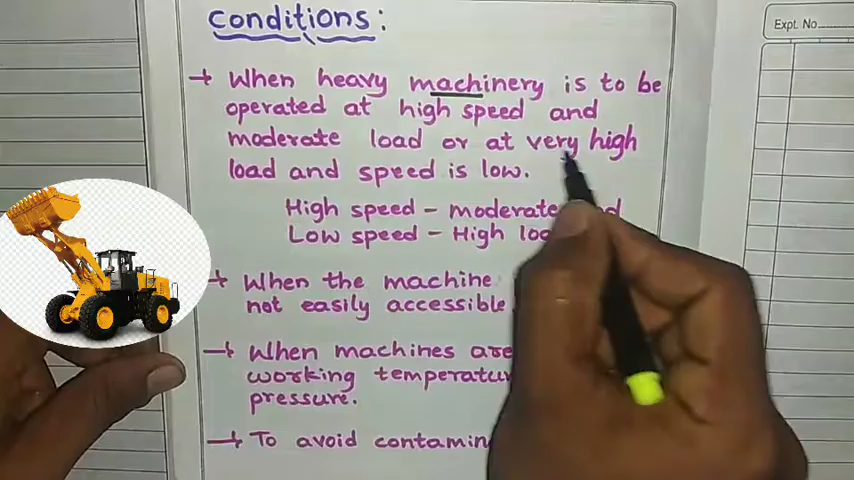 Conditions:
Expt. No.
→ When heavy machinery is to be
operated at high speed and
moderate load or at very high
load and speed is low.
High speed - moderate
Low speed - High
→ When the machine
not easily accessible
→ When machines are
working
pressure.
→ To avoid